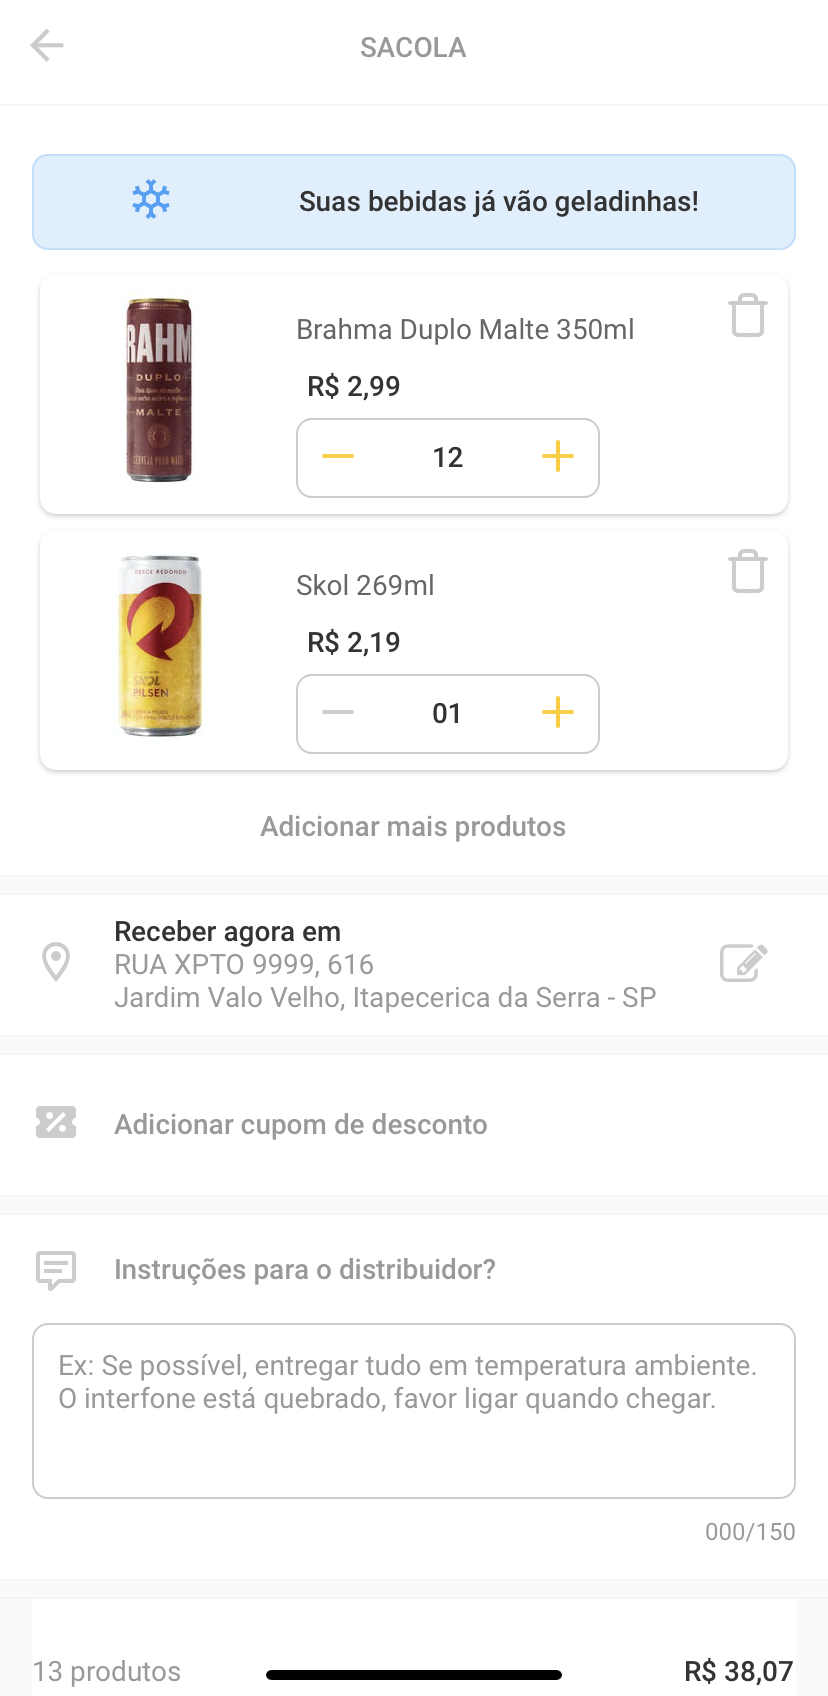 SACOLA
Suas bebidas já vão geladinhas!
RAHM
DUPLO
MALTE
Brahma Duplo Malte 350ml
R$ 2,99
12
DESCE REDONDO
SKOL
PILSEN
Skol 269ml
R$ 2,19
01
Adicionar mais produtos
Receber agora em
RUA XPTO 9999, 616
Jardim Valo Velho, Itapecerica da Serra - SP
Adicionar cupom de desconto
Instruções para o distribuidor?
Ex: Se possível, entregar tudo em temperatura ambiente.
O interfone está quebrado, favor ligar quando chegar.
000/150
13 produtos
R$ 38,07